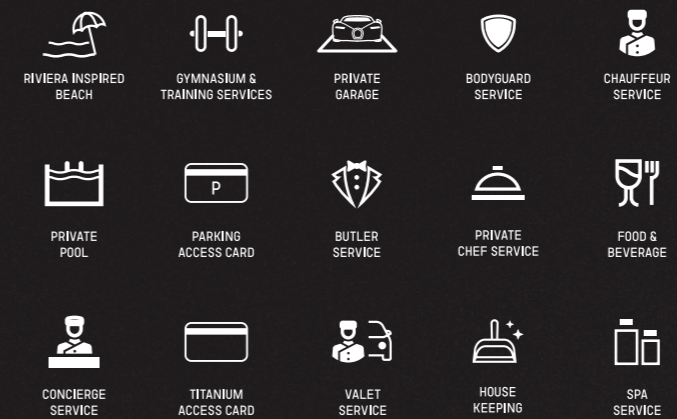 RIVIERA INSPIRED
BEACH
GYMNASIUM &
TRAINING SERVICES
PRIVATE
GARAGE
BODYGUARD
SERVICE
CHAUFFEUR
SERVICE
PRIVATE
POOL
P
PARKING
ACCESS CARD
BUTLER
SERVICE
PRIVATE
CHEF SERVICE
FOOD &
BEVERAGE
CONCIERGE
SERVICE
TITANIUM
ACCESS CARD
VALET
SERVICE
HOUSE
KEEPING
SPA
SERVICE